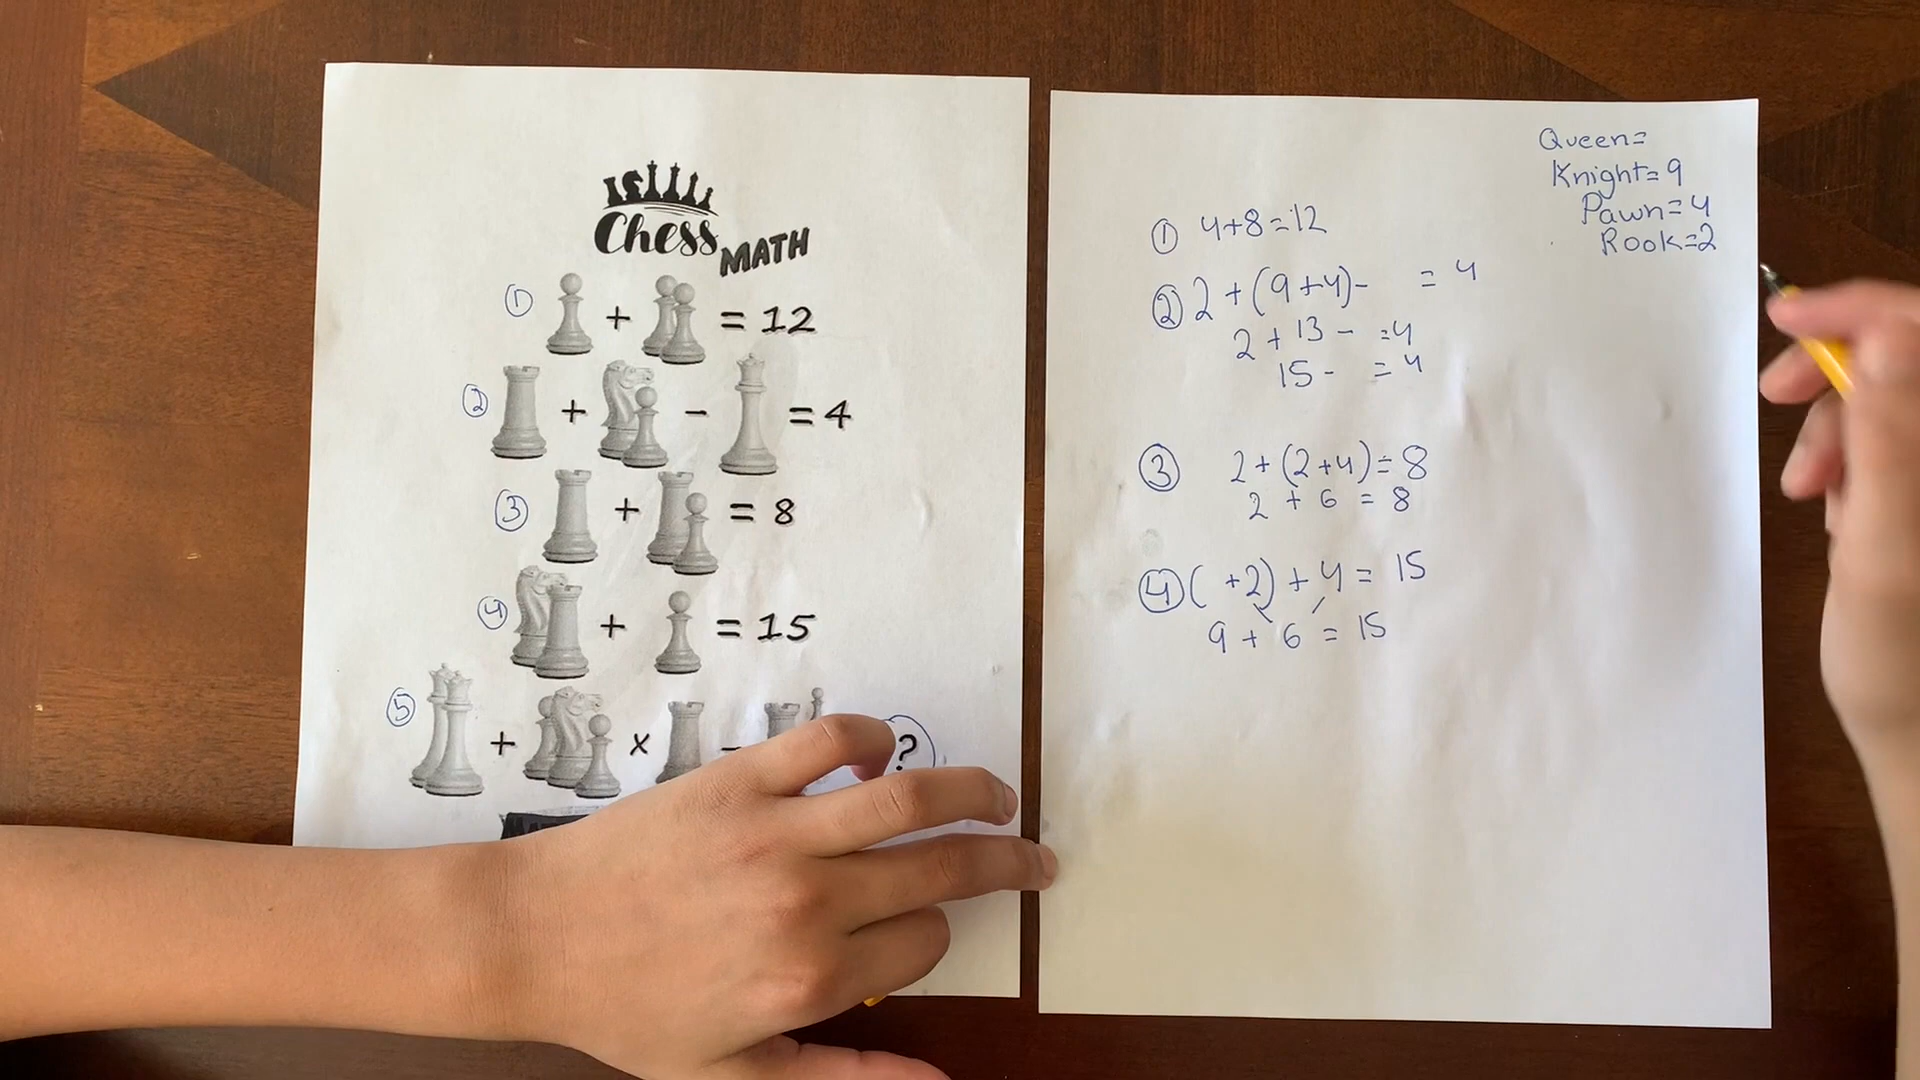 Chess MATH
① + = 12
② + - = 4
③ + = 8
④ + = 15
⑤ + x - ?
Queen=
Knight=9
Pawn=4
Rook=2
① 4+8=12
② 2+(9+4)- = 4
2+13- =4
15- =4
③ 2+(2+4)=8
2+6=8
④ ( +2)+4=15
9+6=15